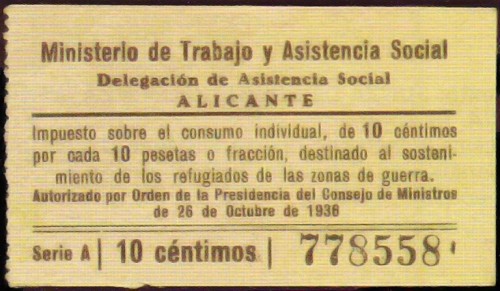 Ministerio de Trabajo y Asistencia Social
Delegación de Asistencia Social
ALICANTE
Impuesto sobre el consumo individual, de 10 céntimos
por cada 10 pesetas o fracción, destinado al sosteni-
miento de los refugiados de las zonas de guerra.
Autorizado por Orden de la Presidencia del Consejo de Ministros
de 26 de Octubre de 1936
Serie A | 10 céntimos | 778558